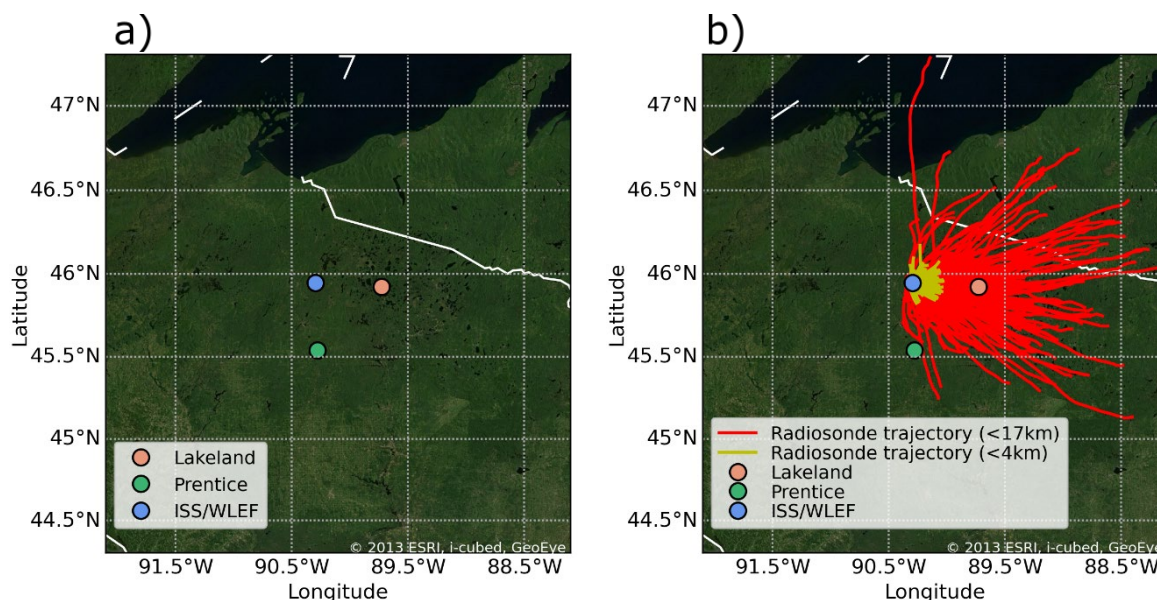 a)
7
47°N
46.5°N
46°N
45.5°N
45°N
44.5°N
Latitude
Lakeland
Prentice
ISS/WLEF
© 2013 ESRI, i-cubed, GeoEye
91.5°W 90.5°W 89.5°W 88.5°W
Longitude
b)
7
47°N
46.5°N
46°N
45.5°N
45°N
44.5°N
Latitude
Radiosonde trajectory (<17km)
Radiosonde trajectory (<4km)
Lakeland
Prentice
ISS/WLEF
© 2013 ESRI, i-cubed, GeoEye
91.5°W 90.5°W 89.5°W 88.5°W
Longitude